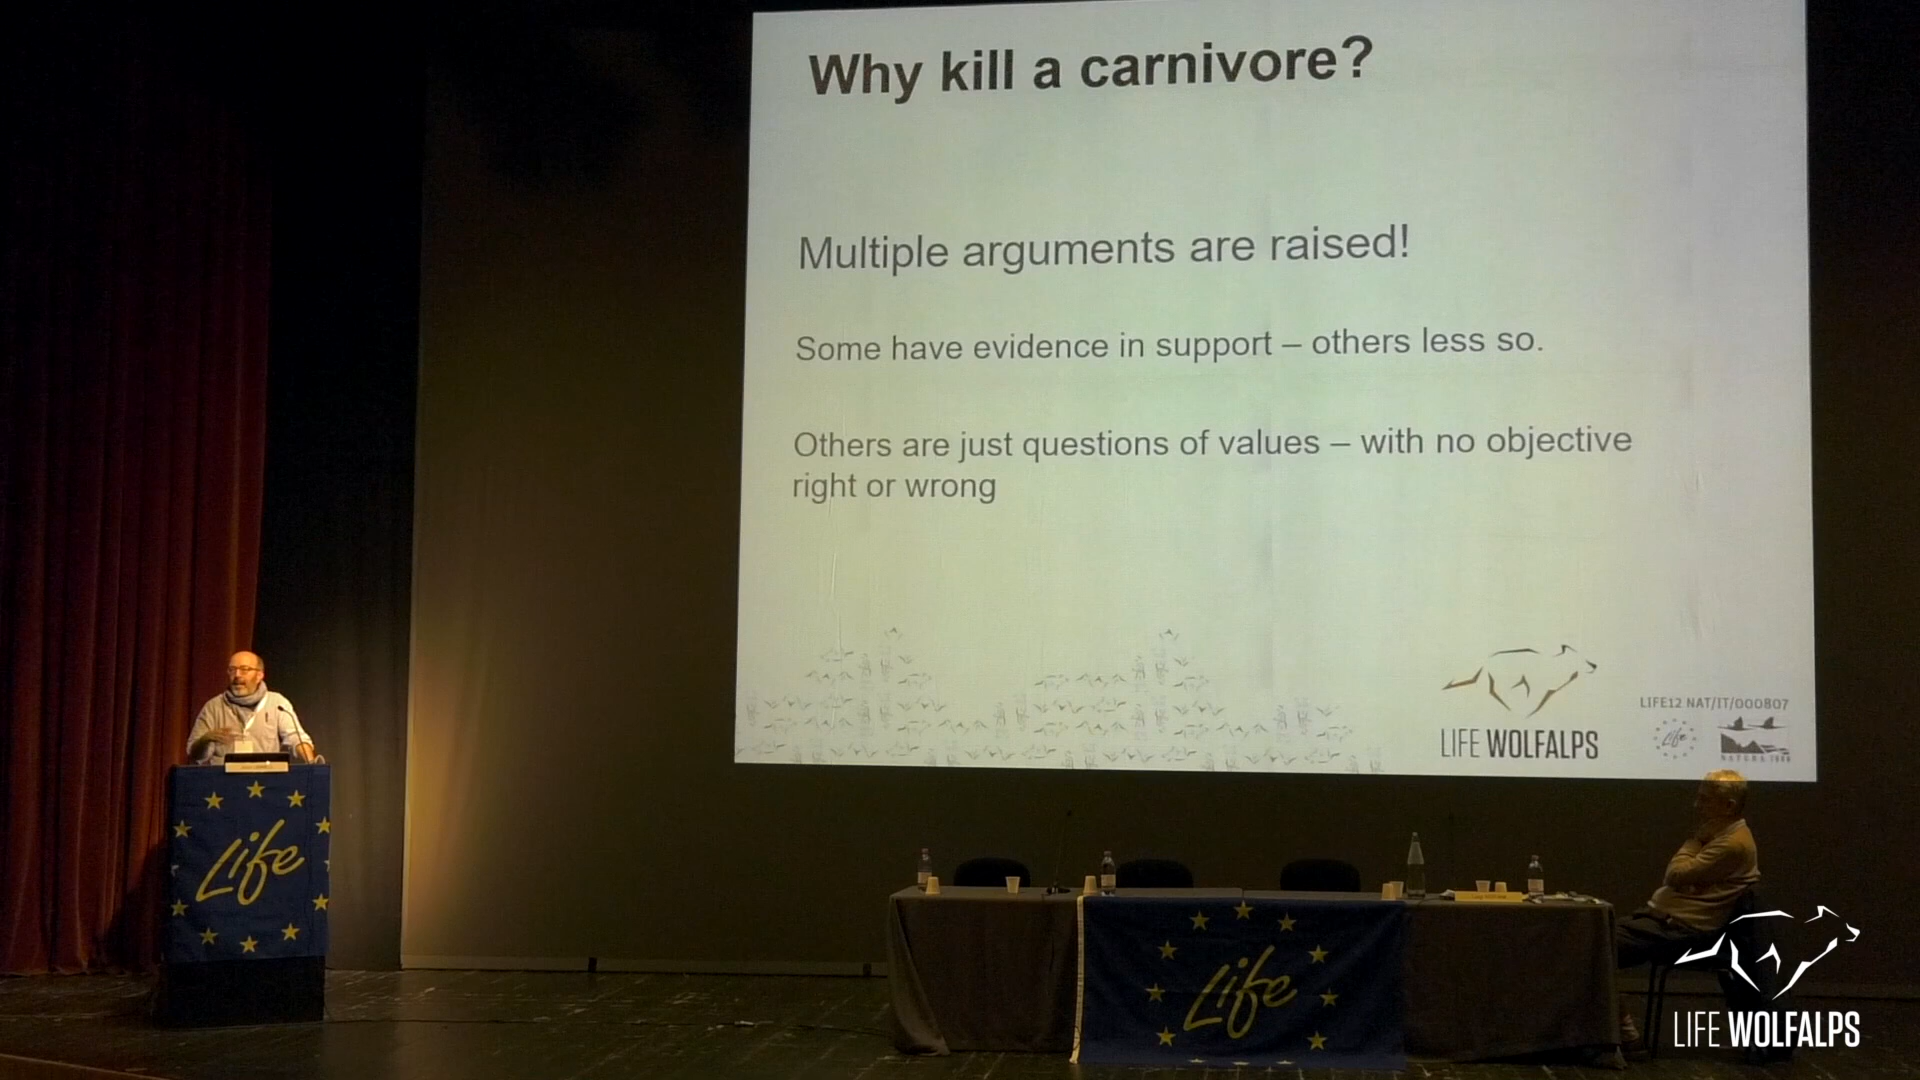 Why kill a carnivore?
Multiple arguments are raised!
Some have evidence in support – others less so.
Others are just questions of values – with no objective
right or wrong
LIFE WOLFALPS
LIFE12 NAT/IT/000807
Life
NATURA 2000
Life
Life
LIFE WOLFALPS